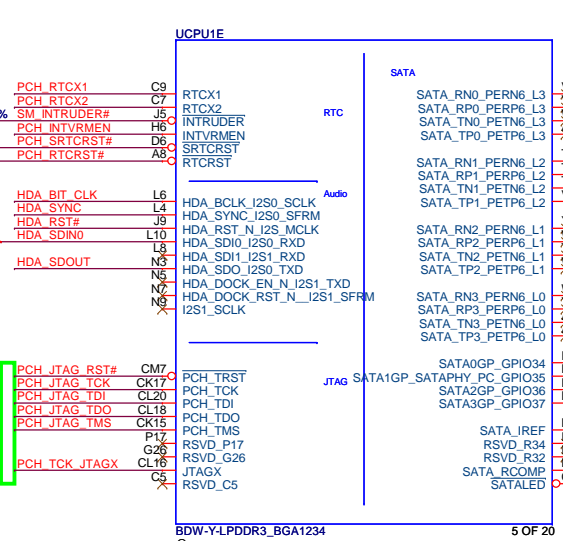 UCPU1E
SATA
PCH_RTCX1 C9 RTCX1 SATA_RN0_PERN6_L3
PCH_RTCX2 C7 RTCX2 RTC SATA_RP0_PERP6_L3
% SM_INTRUDER# J5 INTRUDER SATA_TN0_PETN6_L3
PCH_INTVRMEN H6 INTVRMEN SATA_TP0_PETP6_L3
PCH_SRTCRST# D6 SRTCRST
PCH_RTCRST# A8 RTCRST SATA_RN1_PERN6_L2
SATA_RP1_PERP6_L2
SATA_TN1_PETN6_L2
Audio
HDA_BIT_CLK L6 HDA_BCLK_I2S0_SCLK SATA_TP1_PETP6_L2
HDA_SYNC L4 HDA_SYNC_I2S0_SFRM
HDA_RST# J9 HDA_RST_N_I2S_MCLK SATA_RN2_PERN6_L1
HDA_SDIN0 L10 HDA_SDI0_I2S0_RXD SATA_RP2_PERP6_L1
L8 HDA_SDI1_I2S1_RXD SATA_TN2_PETN6_L1
HDA_SDOUT N3 HDA_SDO_I2S0_TXD SATA_TP2_PETP6_L1
N5 HDA_DOCK_EN_N_I2S1_TXD
N7 HDA_DOCK_RST_N__I2S1_SFRM SATA_RN3_PERN6_L0
N9 I2S1_SCLK SATA_RP3_PERP6_L0
SATA_TN3_PETN6_L0
SATA_TP3_PETP6_L0
SATA0GP_GPIO34
PCH_JTAG_RST# CM7 PCH_TRST JTAG SATA1GP_SATAPHY_PC_GPIO35
PCH_JTAG_TCK CK17 PCH_TCK SATA2GP_GPIO36
PCH_JTAG_TDI CL20 PCH_TDI SATA3GP_GPIO37
PCH_JTAG_TDO CL18 PCH_TDO
PCH_JTAG_TMS CK15 PCH_TMS SATA_IREF
P17 RSVD_P17 RSVD_R34
G26 RSVD_G26 RSVD_R32
PCH_TCK_JTAGX CL16 JTAGX SATA_RCOMP
C5 RSVD_C5 SATALED
BDW-Y-LPDDR3_BGA1234 5 OF 20